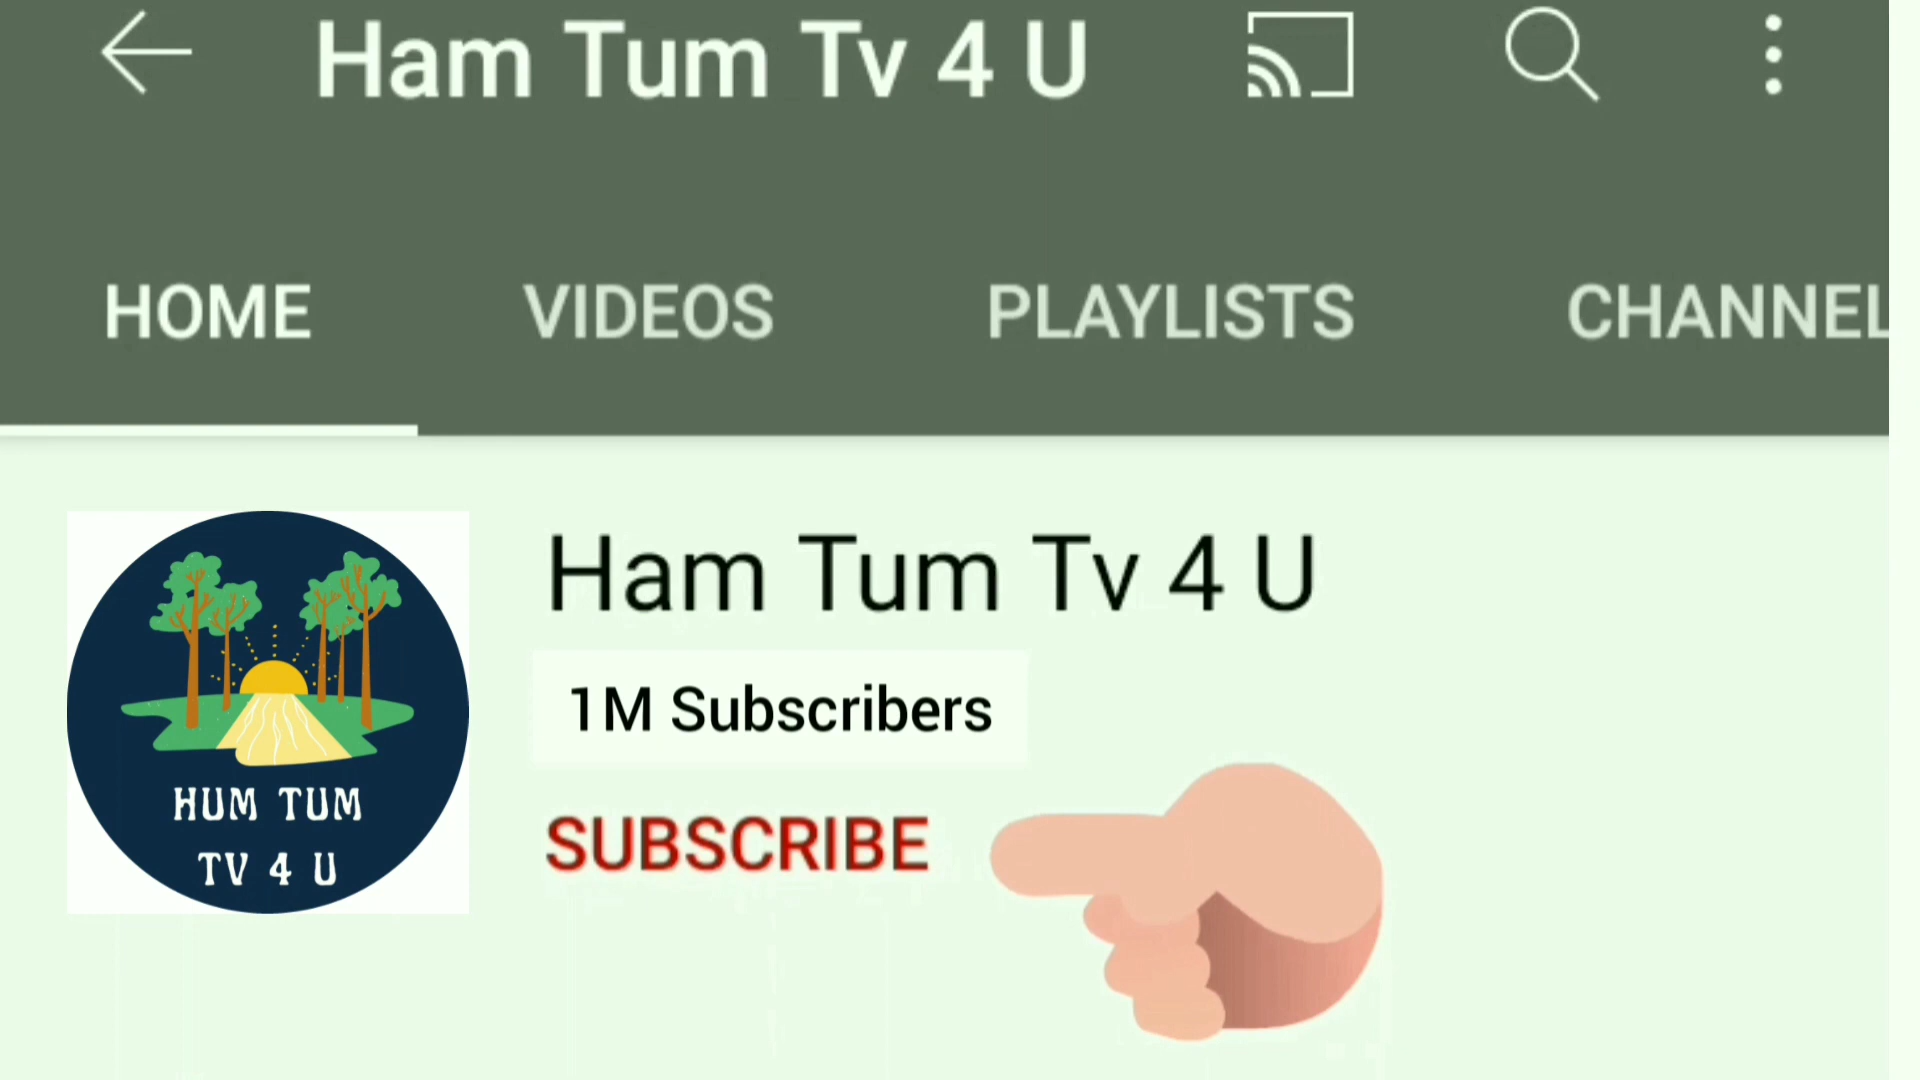 Ham Tum Tv 4 U
HOME VIDEOS PLAYLISTS CHANNEL
Ham Tum Tv 4 U
1M Subscribers
SUBSCRIBE
HUM TUM
TV 4 U